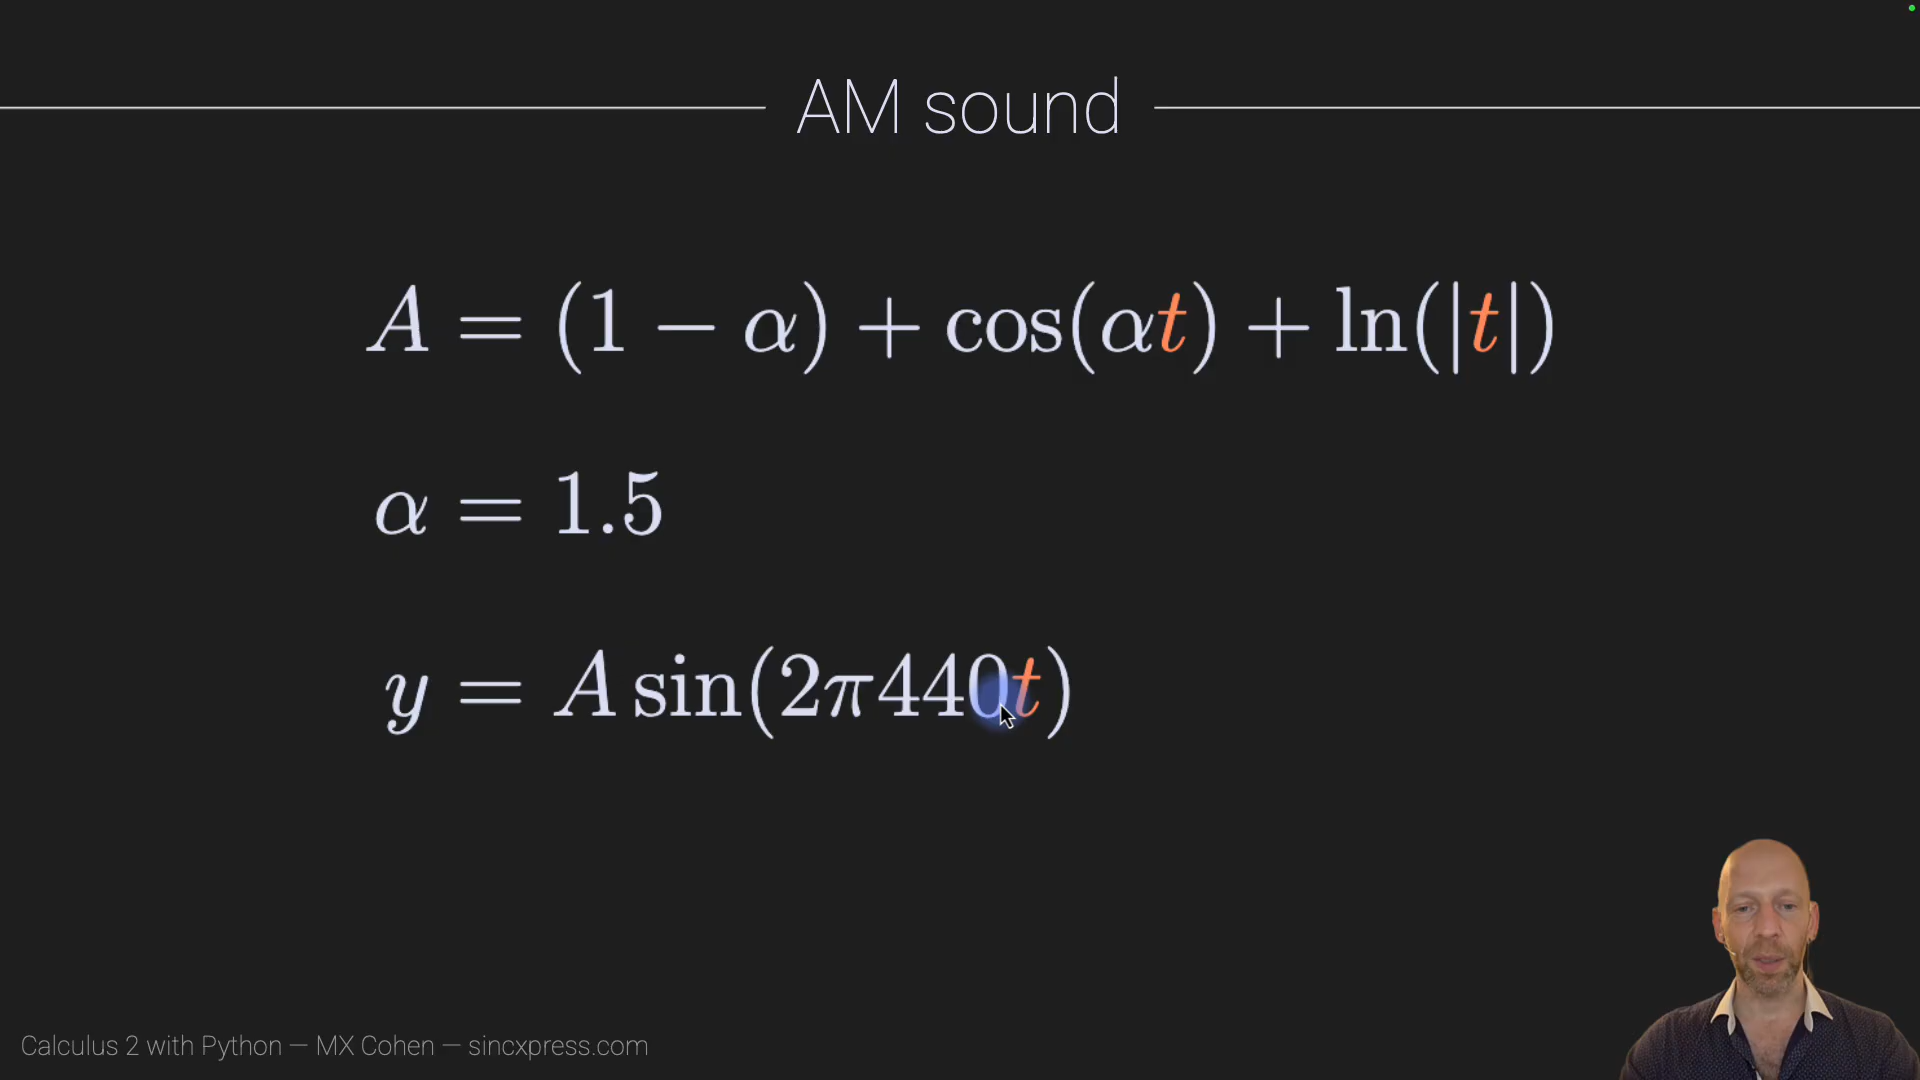 AM sound
A = (1 − α) + cos(αt) + ln(|t|)
α = 1.5
y = A sin(2π440t)
Calculus 2 with Python — MX Cohen — sincxpress.com